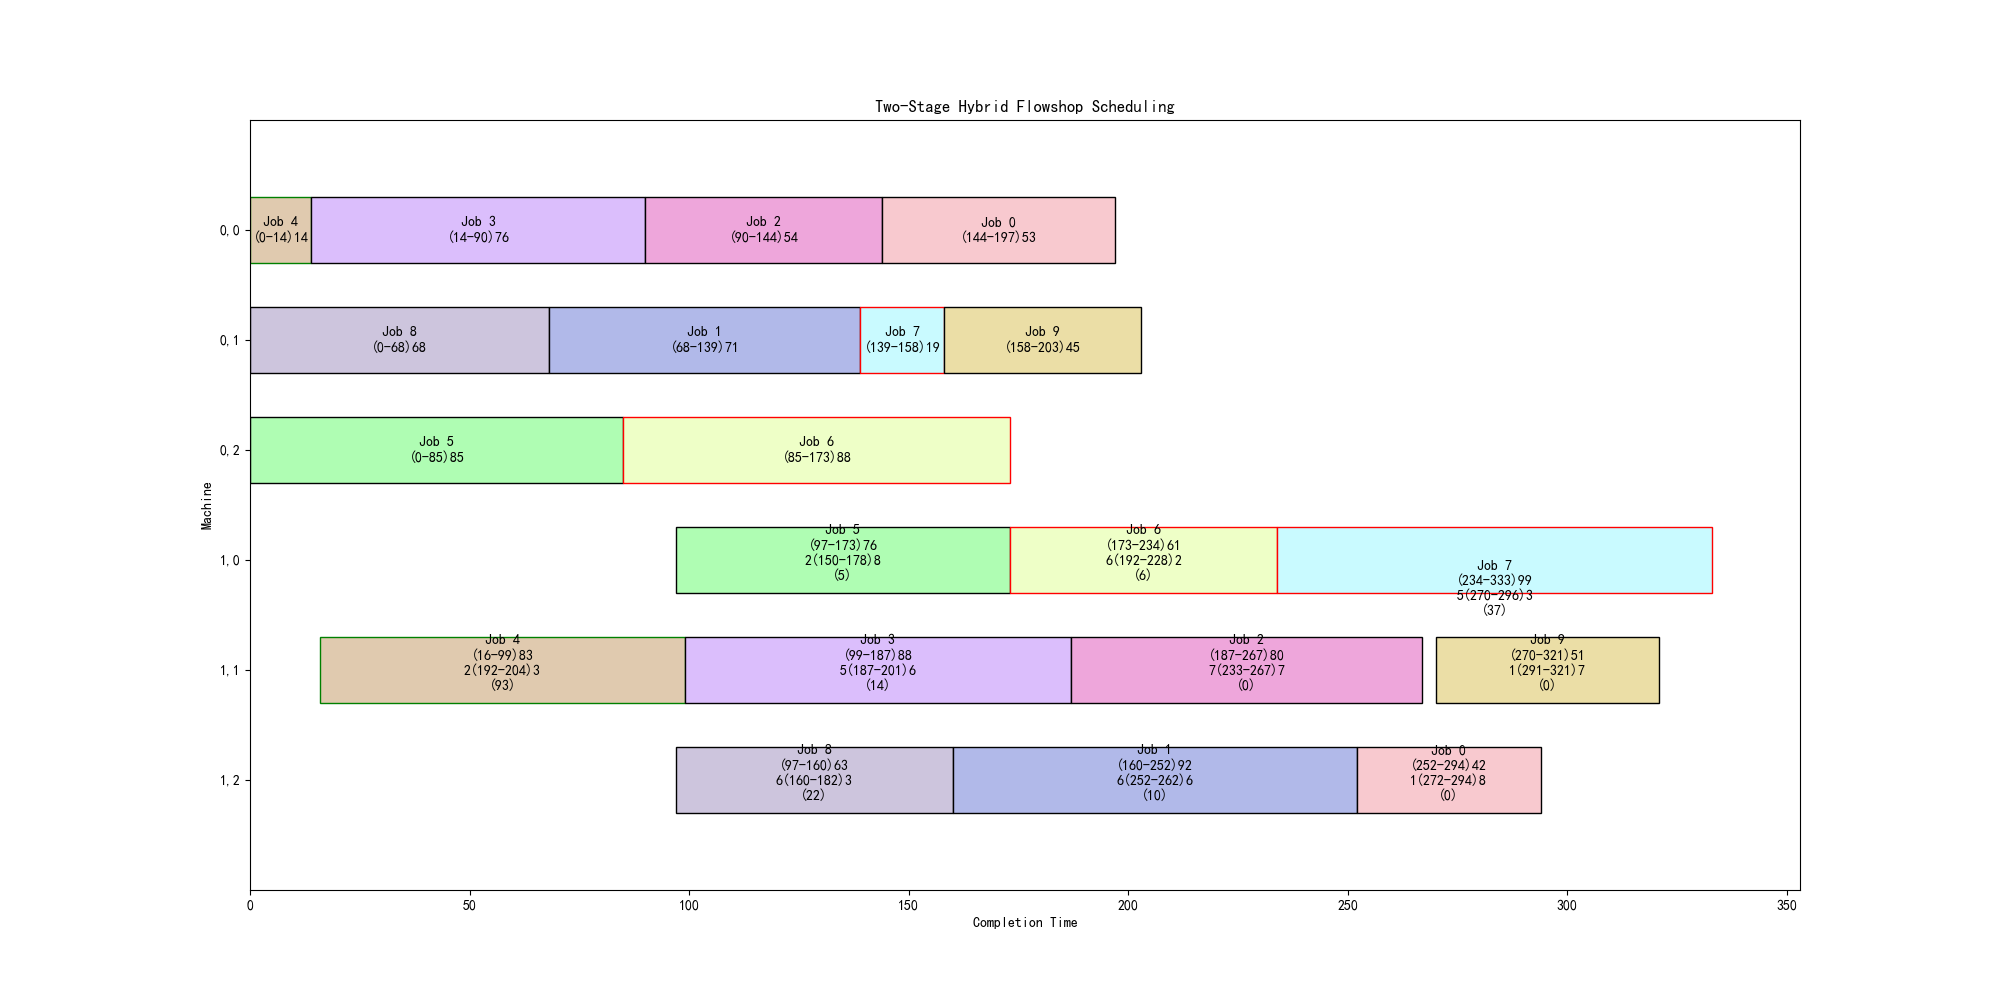 Two-Stage Hybrid Flowshop Scheduling
Machine
0,0
Job 4
(0-14)14
Job 3
(14-90)76
Job 2
(90-144)54
Job 0
(144-197)53
0,1
Job 8
(0-68)68
Job 1
(68-139)71
Job 7
(139-158)19
Job 9
(158-203)45
0,2
Job 5
(0-85)85
Job 6
(85-173)88
1,0
Job 5
(97-173)76
2(150-178)8
(5)
Job 6
(173-234)61
6(192-228)2
(6)
Job 7
(234-333)99
5(270-296)3
(37)
1,1
Job 4
(16-99)83
2(192-204)3
(93)
Job 3
(99-187)88
5(187-201)6
(14)
Job 2
(187-267)80
7(233-267)7
(0)
Job 9
(270-321)51
1(291-321)7
(0)
1,2
Job 8
(97-160)63
6(160-182)3
(22)
Job 1
(160-252)92
6(252-262)6
(10)
Job 0
(252-294)42
1(272-294)8
(0)
0 50 100 150 200 250 300 350
Completion Time